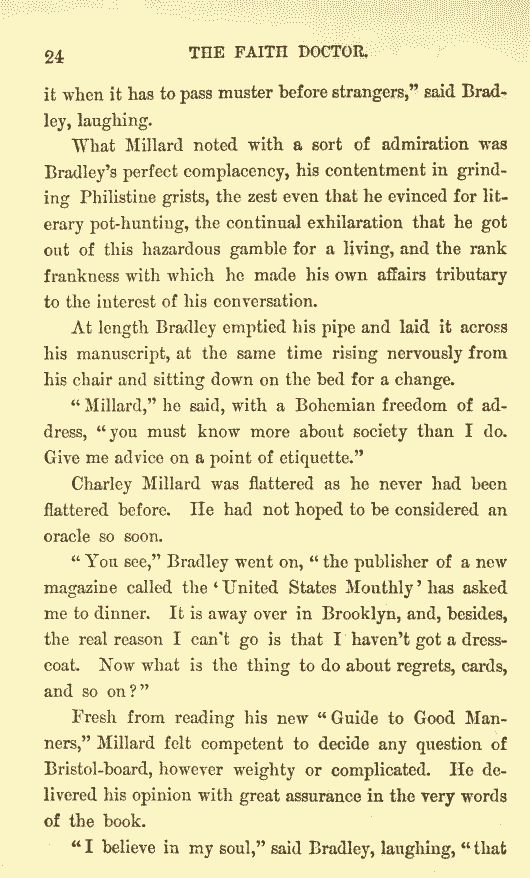 24 THE FAITH DOCTOR.
it when it has to pass muster before strangers,” said Brad-
ley, laughing.
What Millard noted with a sort of admiration was
Bradley’s perfect complacency, his contentment in grind-
ing Philistine grists, the zest even that he evinced for lit-
erary pot-hunting, the continual exhilaration that he got
out of this hazardous gamble for a living, and the rank
frankness with which he made his own affairs tributary
to the interest of his conversation.
At length Bradley emptied his pipe and laid it across
his manuscript, at the same time rising nervously from
his chair and sitting down on the bed for a change.
“Millard,” he said, with a Bohemian freedom of ad-
dress, “you must know more about society than I do.
Give me advice on a point of etiquette.”
Charley Millard was flattered as he never had been
flattered before. He had not hoped to be considered an
oracle so soon.
“You see,” Bradley went on, “the publisher of a new
magazine called the ‘United States Monthly’ has asked
me to dinner. It is away over in Brooklyn, and, besides,
the real reason I can’t go is that I haven’t got a dress-
coat. Now what is the thing to do about regrets, cards,
and so on?”
Fresh from reading his new “Guide to Good Man-
ners,” Millard felt competent to decide any question of
Bristol-board, however weighty or complicated. He de-
livered his opinion with great assurance in the very words
of the book.
“I believe in my soul,” said Bradley, laughing, “that